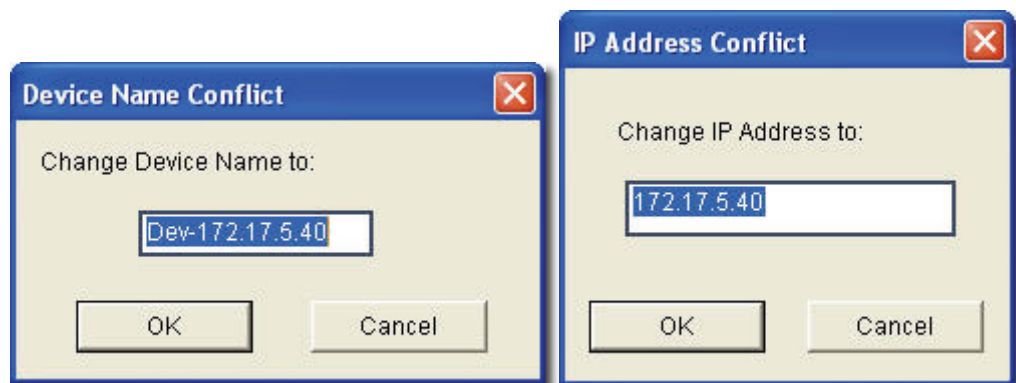 Device Name Conflict
Change Device Name to:
Dev-172.17.5.40
OK Cancel
IP Address Conflict
Change IP Address to:
172.17.5.40
OK Cancel